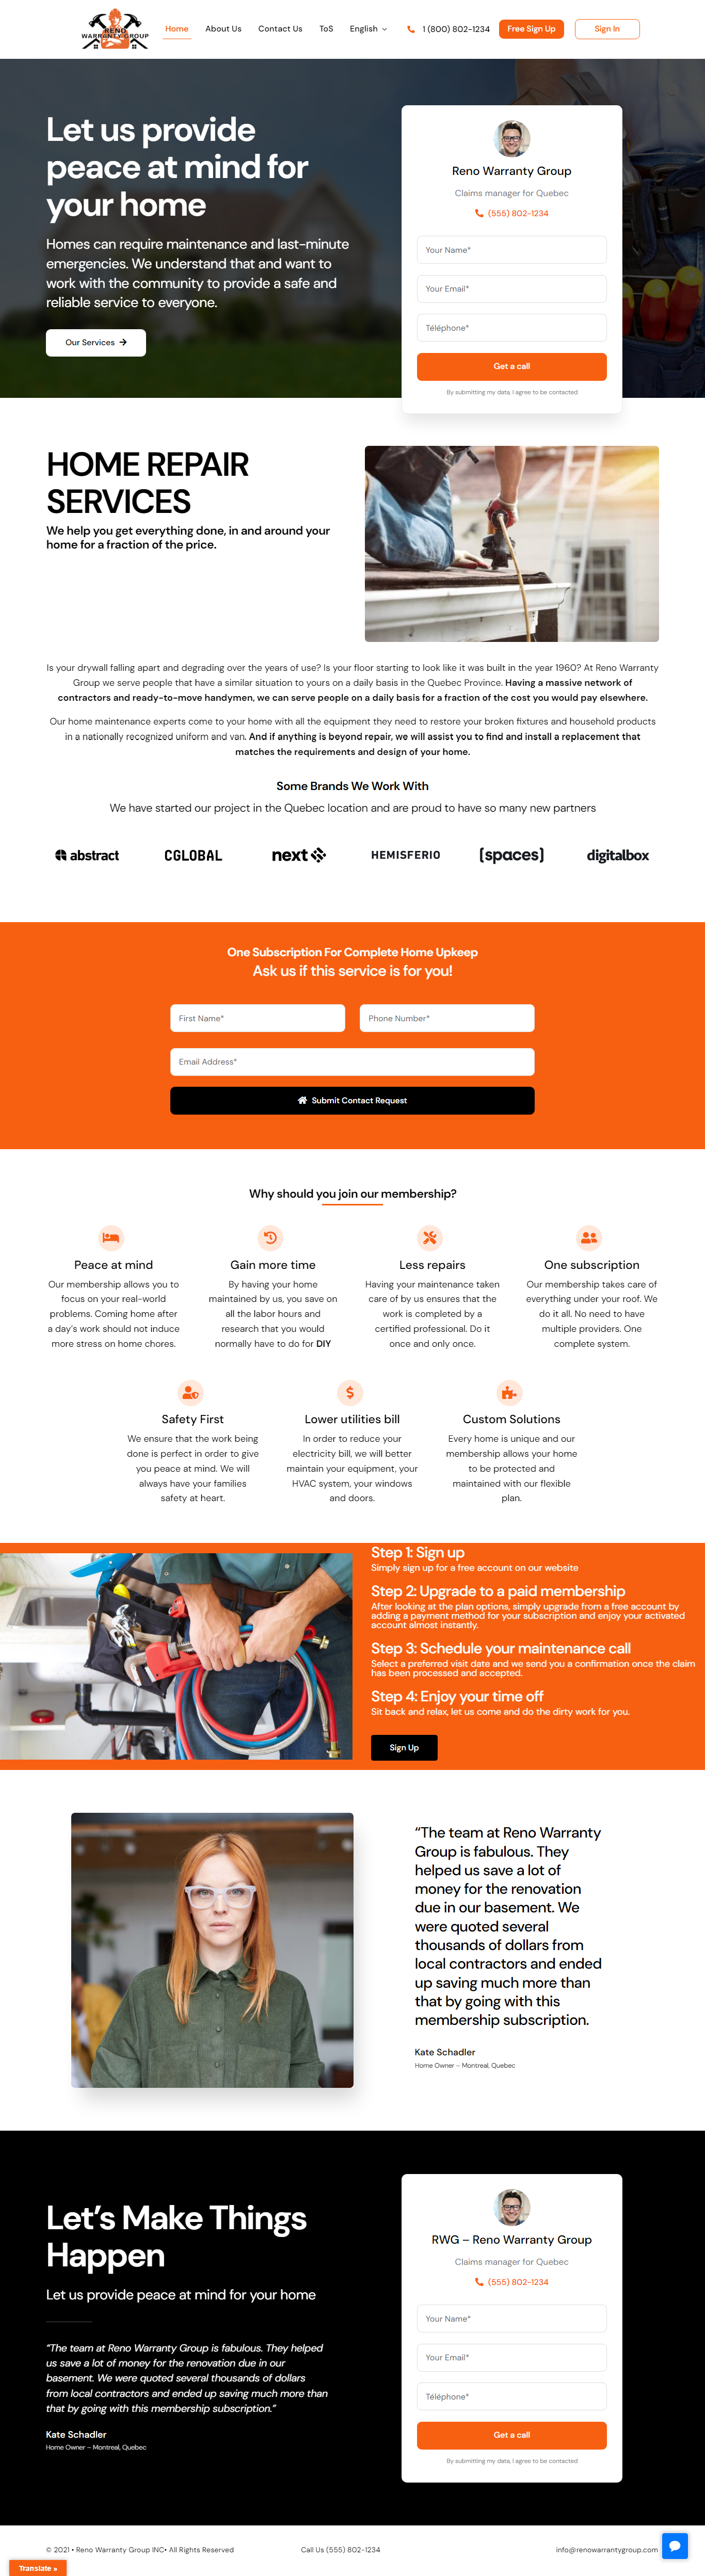 RENO
WARRANTY GROUP
Home
About Us
Contact Us
ToS
English
1 (800) 802-1234
Free Sign Up
Sign In
Let us provide
peace at mind for
your home
Homes can require maintenance and last-minute
emergencies. We understand that and want to
work with the community to provide a safe and
reliable service to everyone.
Our Services
Reno Warranty Group
Claims manager for Quebec
(555) 802-1234
Your Name*
Your Email*
Téléphone*
Get a call
By submitting my data, I agree to be contacted
HOME REPAIR
SERVICES
We help you get everything done, in and around your
home for a fraction of the price.
Is your drywall falling apart and degrading over the years of use? Is your floor starting to look like it was built in the year 1960? At Reno Warranty
Group we serve people that have a similar situation to yours on a daily basis in the Quebec Province. Having a massive network of
contractors and ready-to-move handymen, we can serve people on a daily basis for a fraction of the cost you would pay elsewhere.
Our home maintenance experts come to your home with all the equipment they need to restore your broken fixtures and household products
in a nationally recognized uniform and van. And if anything is beyond repair, we will assist you to find and install a replacement that
matches the requirements and design of your home.
Some Brands We Work With
We have started our project in the Quebec location and are proud to have so many new partners
abstract
CGLOBAL
next
HEMISFERIO
[spaces]
digitalbox
One Subscription For Complete Home Upkeep
Ask us if this service is for you!
First Name*
Phone Number*
Email Address*
Submit Contact Request
Why should you join our membership?
Peace at mind
Our membership allows you to
focus on your real-world
problems. Coming home after
a day's work should not induce
more stress on home chores.
Gain more time
By having your home
maintained by us, you save on
all the labor hours and
research that you would
normally have to do for DIY
Less repairs
Having your maintenance taken
care of by us ensures that the
work is completed by a
certified professional. Do it
once and only once.
One subscription
Our membership takes care of
everything under your roof. We
do it all. No need to have
multiple providers. One
complete system.
Safety First
We ensure that the work being
done is perfect in order to give
you peace at mind. We will
always have your families
safety at heart.
Lower utilities bill
In order to reduce your
electricity bill, we will better
maintain your equipment, your
HVAC system, your windows
and doors.
Custom Solutions
Every home is unique and our
membership allows your home
to be protected and
maintained with our flexible
plan.
Step 1: Sign up
Simply sign up for a free account on our website
Step 2: Upgrade to a paid membership
After looking at the plan options, simply upgrade from a free account by
adding a payment method for your subscription and enjoy your activated
account almost instantly.
Step 3: Schedule your maintenance call
Select a preferred visit date and we send you a confirmation once the claim
has been processed and accepted.
Step 4: Enjoy your time off
Sit back and relax, let us come and do the dirty work for you.
Sign Up
“The team at Reno Warranty
Group is fabulous. They
helped us save a lot of
money for the renovation
due in our basement. We
were quoted several
thousands of dollars from
local contractors and ended
up saving much more than
that by going with this
membership subscription.
Kate Schadler
Home Owner – Montreal, Quebec
Let's Make Things
Happen
Let us provide peace at mind for your home
“The team at Reno Warranty Group is fabulous. They helped
us save a lot of money for the renovation due in our
basement. We were quoted several thousands of dollars
from local contractors and ended up saving much more than
that by going with this membership subscription.”
Kate Schadler
Home Owner – Montreal, Quebec
RWG – Reno Warranty Group
Claims manager for Quebec
(555) 802-1234
Your Name*
Your Email*
Téléphone*
Get a call
By submitting my data, I agree to be contacted
© 2021 • Reno Warranty Group INC• All Rights Reserved
Call Us (555) 802-1234
info@renowarrantygroup.com
Translate »